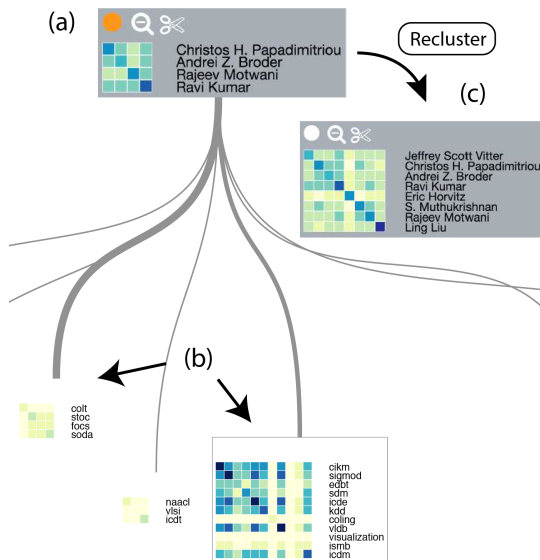 (a)
Christos H. Papadimitriou
Andrei Z. Broder
Rajeev Motwani
Ravi Kumar
Recluster
(c)
Jeffrey Scott Vitter
Christos H. Papadimitriou
Andrei Z. Broder
Ravi Kumar
Eric Horvitz
S. Muthukrishnan
Rajeev Motwani
Ling Liu
(b)
colt
stoc
focs
soda
naacl
vlsi
icdt
cikm
sigmod
edbt
sdm
icde
kdd
coling
vldb
visualization
ismb
icdm